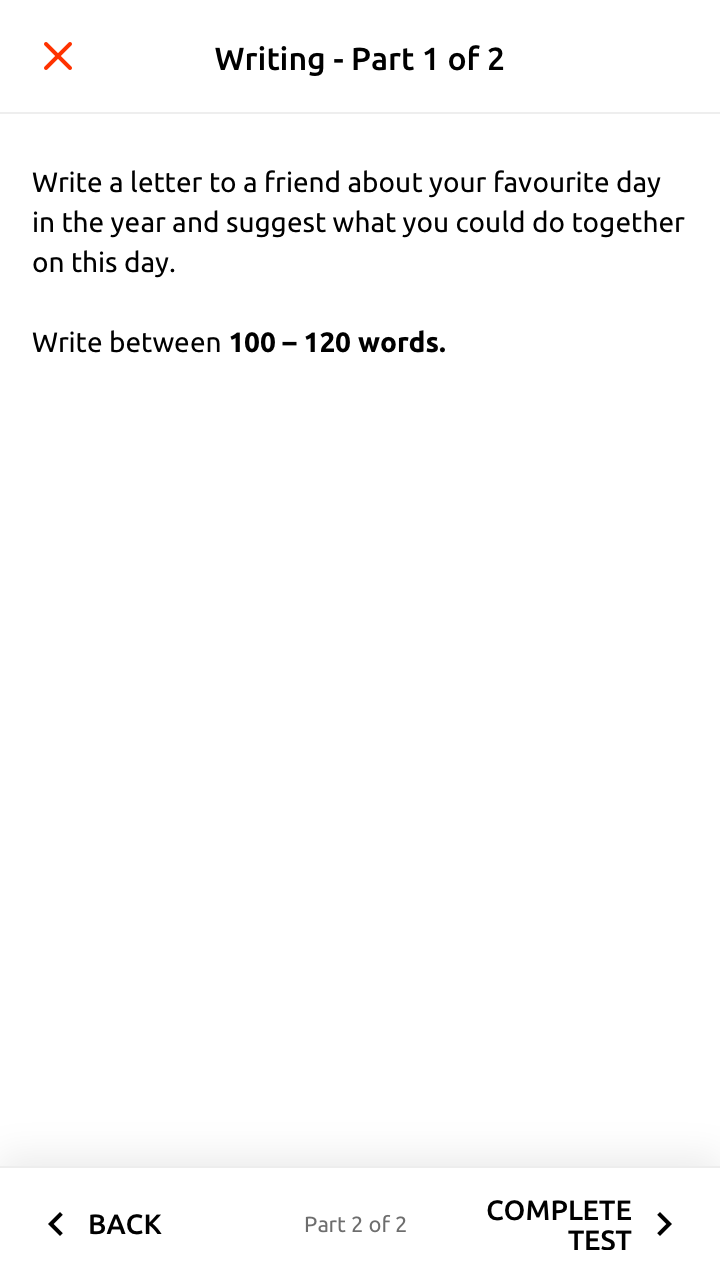 Writing - Part 1 of 2
Write a letter to a friend about your favourite day
in the year and suggest what you could do together
on this day.
Write between 100 – 120 words.
BACK
Part 2 of 2
COMPLETE
TEST